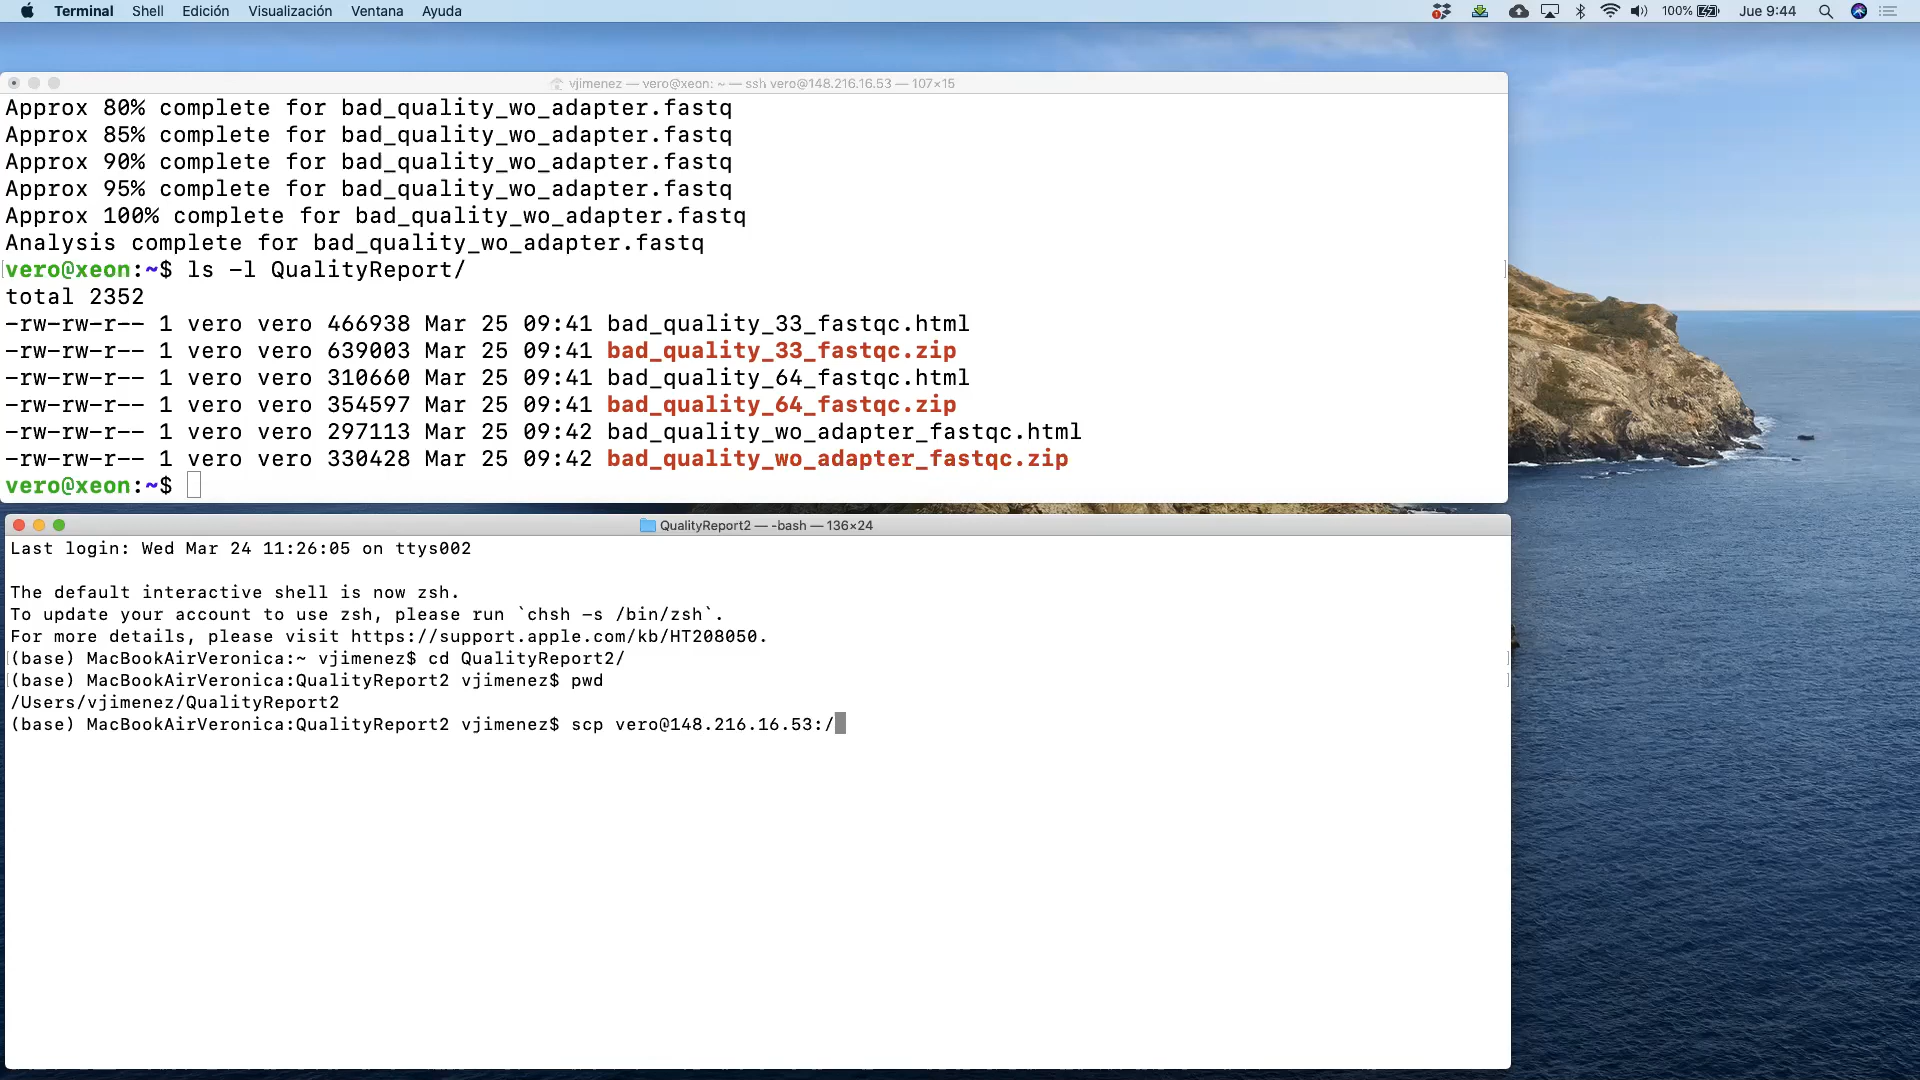 Terminal Shell Edición Visualización Ventana Ayuda 100% Jue 9:44
vjimenez — vero@xeon: ~ — ssh vero@148.216.16.53 — 107×15
Approx 80% complete for bad_quality_wo_adapter.fastq
Approx 85% complete for bad_quality_wo_adapter.fastq
Approx 90% complete for bad_quality_wo_adapter.fastq
Approx 95% complete for bad_quality_wo_adapter.fastq
Approx 100% complete for bad_quality_wo_adapter.fastq
Analysis complete for bad_quality_wo_adapter.fastq
vero@xeon:~$ ls -l QualityReport/
total 2352
-rw-rw-r-- 1 vero vero 466938 Mar 25 09:41 bad_quality_33_fastqc.html
-rw-rw-r-- 1 vero vero 639003 Mar 25 09:41 bad_quality_33_fastqc.zip
-rw-rw-r-- 1 vero vero 310660 Mar 25 09:41 bad_quality_64_fastqc.html
-rw-rw-r-- 1 vero vero 354597 Mar 25 09:41 bad_quality_64_fastqc.zip
-rw-rw-r-- 1 vero vero 297113 Mar 25 09:42 bad_quality_wo_adapter_fastqc.html
-rw-rw-r-- 1 vero vero 330428 Mar 25 09:42 bad_quality_wo_adapter_fastqc.zip
vero@xeon:~$
QualityReport2 — -bash — 136×24
Last login: Wed Mar 24 11:26:05 on ttys002
The default interactive shell is now zsh.
To update your account to use zsh, please run `chsh -s /bin/zsh`.
For more details, please visit https://support.apple.com/kb/HT208050.
(base) MacBookAirVeronica:~ vjimenez$ cd QualityReport2/
(base) MacBookAirVeronica:QualityReport2 vjimenez$ pwd
/Users/vjimenez/QualityReport2
(base) MacBookAirVeronica:QualityReport2 vjimenez$ scp vero@148.216.16.53:/